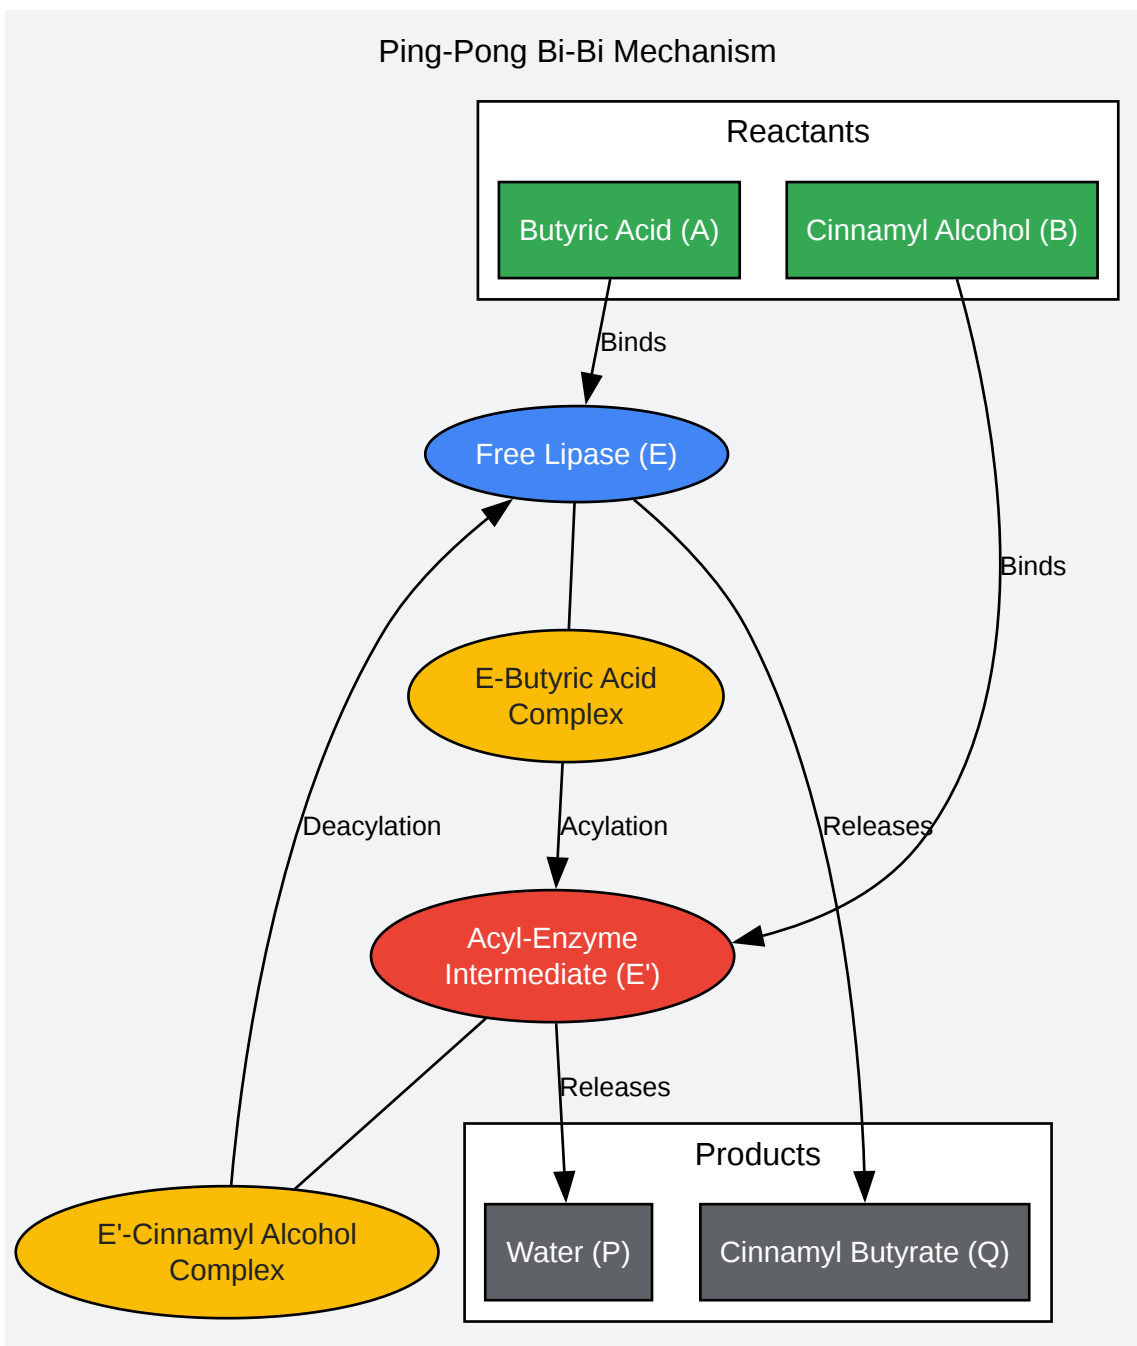 Ping-Pong Bi-Bi Mechanism
Reactants
Butyric Acid (A)
Cinnamyl Alcohol (B)
Binds
Free Lipase (E)
Binds
E-Butyric Acid
Complex
Deacylation
Acylation
Releases
Acyl-Enzyme
Intermediate (E')
Releases
Products
E'-Cinnamyl Alcohol
Complex
Water (P)
Cinnamyl Butyrate (Q)